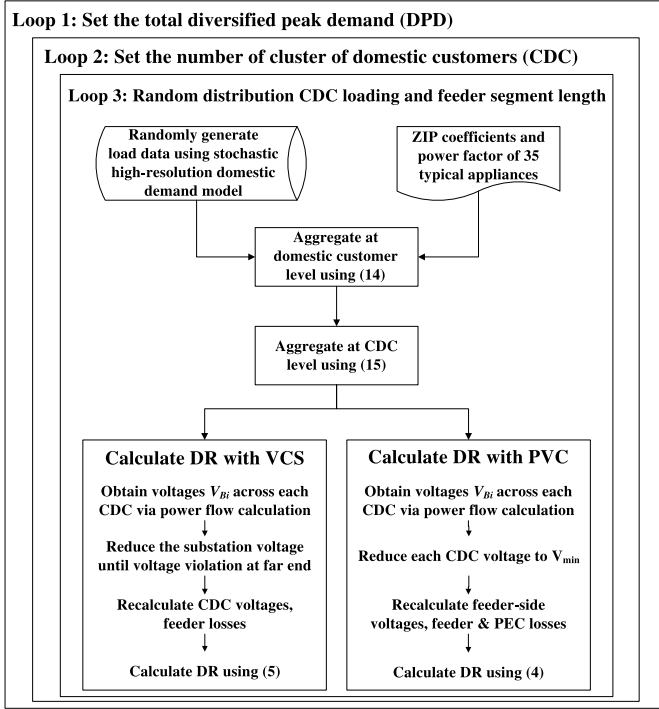 Loop 1: Set the total diversified peak demand (DPD)
Loop 2: Set the number of cluster of domestic customers (CDC)
Loop 3: Random distribution CDC loading and feeder segment length
Randomly generate
load data using stochastic
high-resolution domestic
demand model
ZIP coefficients and
power factor of 35
typical appliances
Aggregate at
domestic customer
level using (14)
Aggregate at CDC
level using (15)
Calculate DR with VCS
Obtain voltages V_Bi across each
CDC via power flow calculation
Reduce the substation voltage
until voltage violation at far end
Recalculate CDC voltages,
feeder losses
Calculate DR using (5)
Calculate DR with PVC
Obtain voltages V_Bi across each
CDC via power flow calculation
Reduce each CDC voltage to V_min
Recalculate feeder-side
voltages, feeder & PEC losses
Calculate DR using (4)